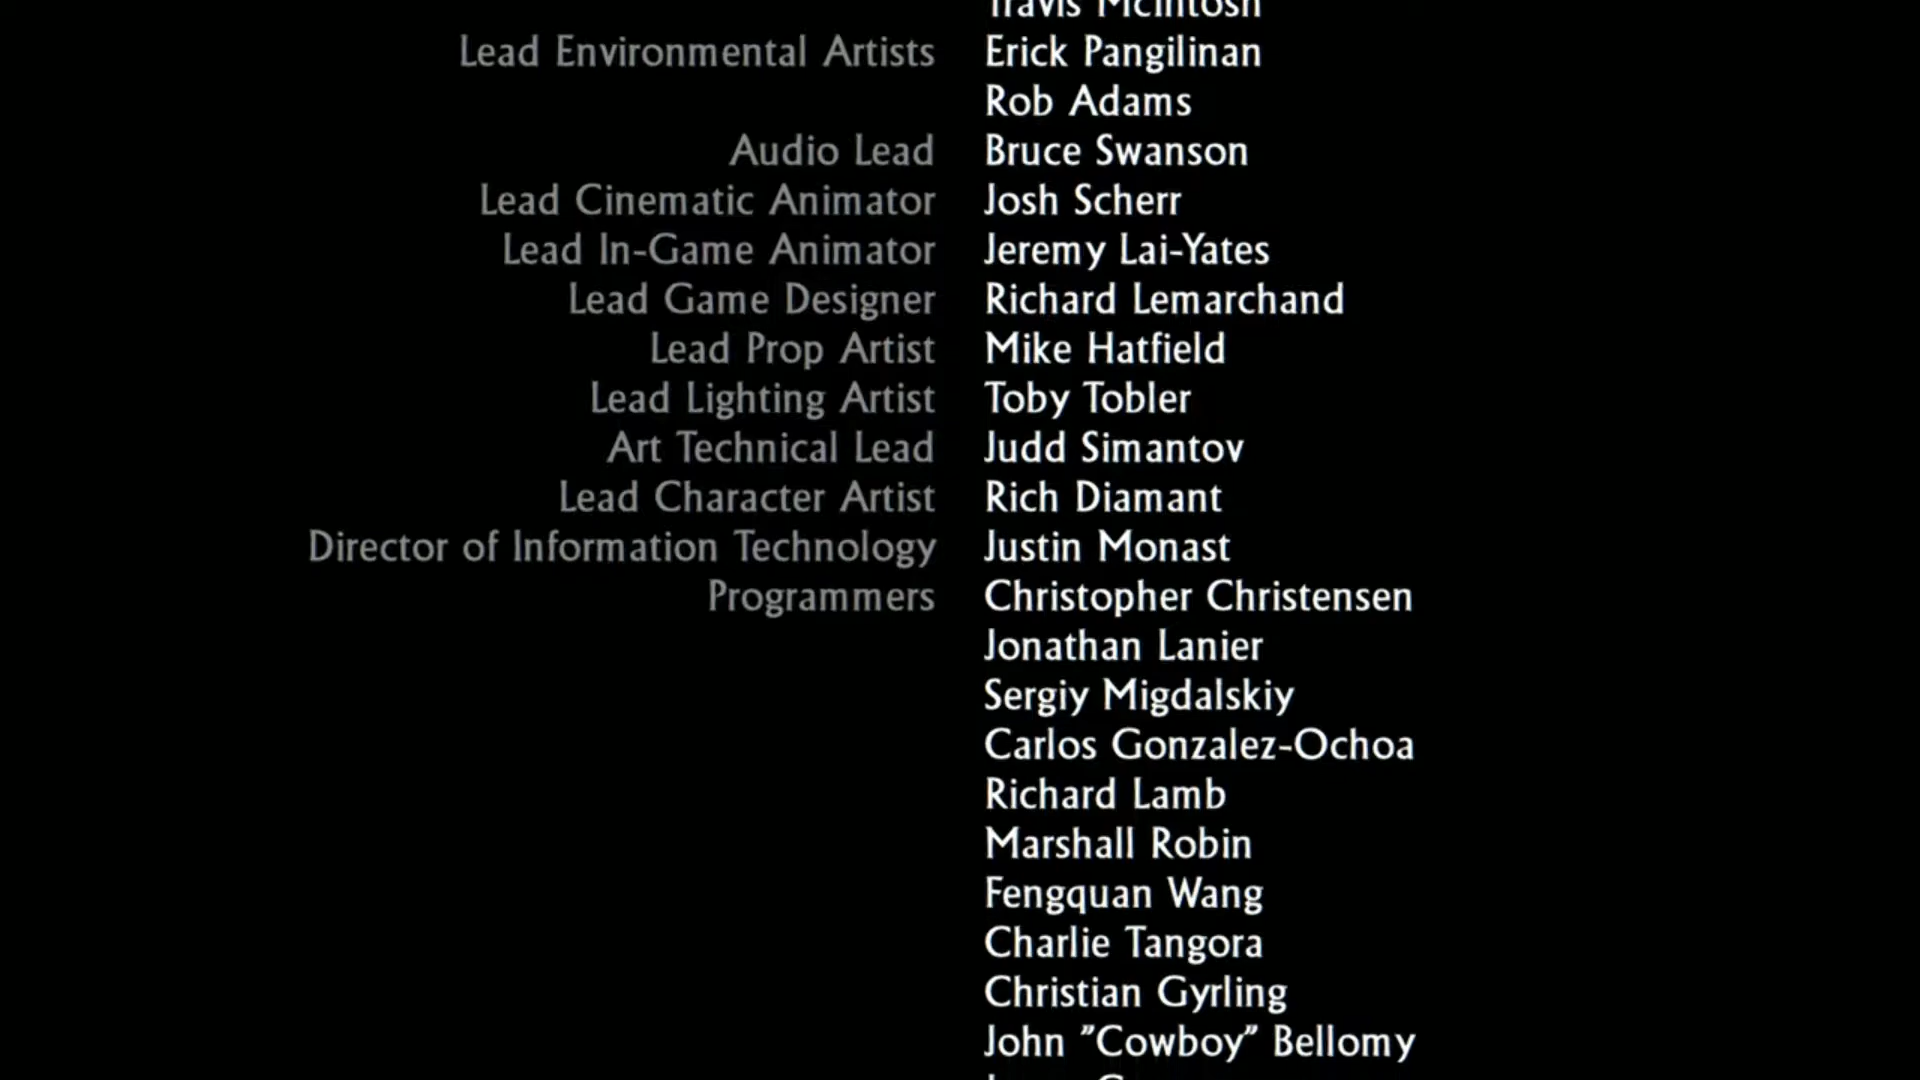 Travis McIntosh
Lead Environmental Artists Erick Pangilinan
Rob Adams
Audio Lead Bruce Swanson
Lead Cinematic Animator Josh Scherr
Lead In-Game Animator Jeremy Lai-Yates
Lead Game Designer Richard Lemarchand
Lead Prop Artist Mike Hatfield
Lead Lighting Artist Toby Tobler
Art Technical Lead Judd Simantov
Lead Character Artist Rich Diamant
Director of Information Technology Justin Monast
Programmers Christopher Christensen
Jonathan Lanier
Sergiy Migdalskiy
Carlos Gonzalez-Ochoa
Richard Lamb
Marshall Robin
Fengquan Wang
Charlie Tangora
Christian Gyrling
John "Cowboy" Bellomy